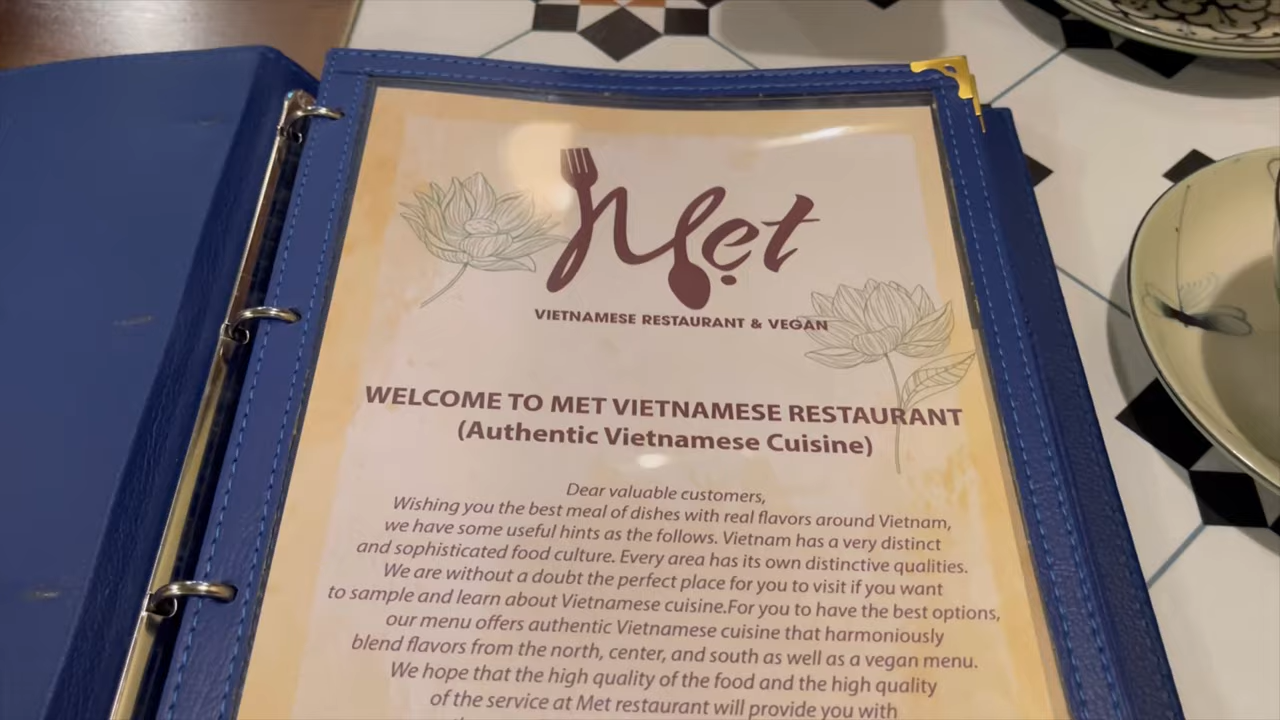 Mẹt
VIETNAMESE RESTAURANT & VEGAN
WELCOME TO MET VIETNAMESE RESTAURANT
(Authentic Vietnamese Cuisine)
Dear valuable customers,
Wishing you the best meal of dishes with real flavors around Vietnam,
we have some useful hints as the follows. Vietnam has a very distinct
and sophisticated food culture. Every area has its own distinctive qualities.
We are without a doubt the perfect place for you to visit if you want
to sample and learn about Vietnamese cuisine.For you to have the best options,
our menu offers authentic Vietnamese cuisine that harmoniously
blend flavors from the north, center, and south as well as a vegan menu.
We hope that the high quality of the food and the high quality
of the service at Met restaurant will provide you with